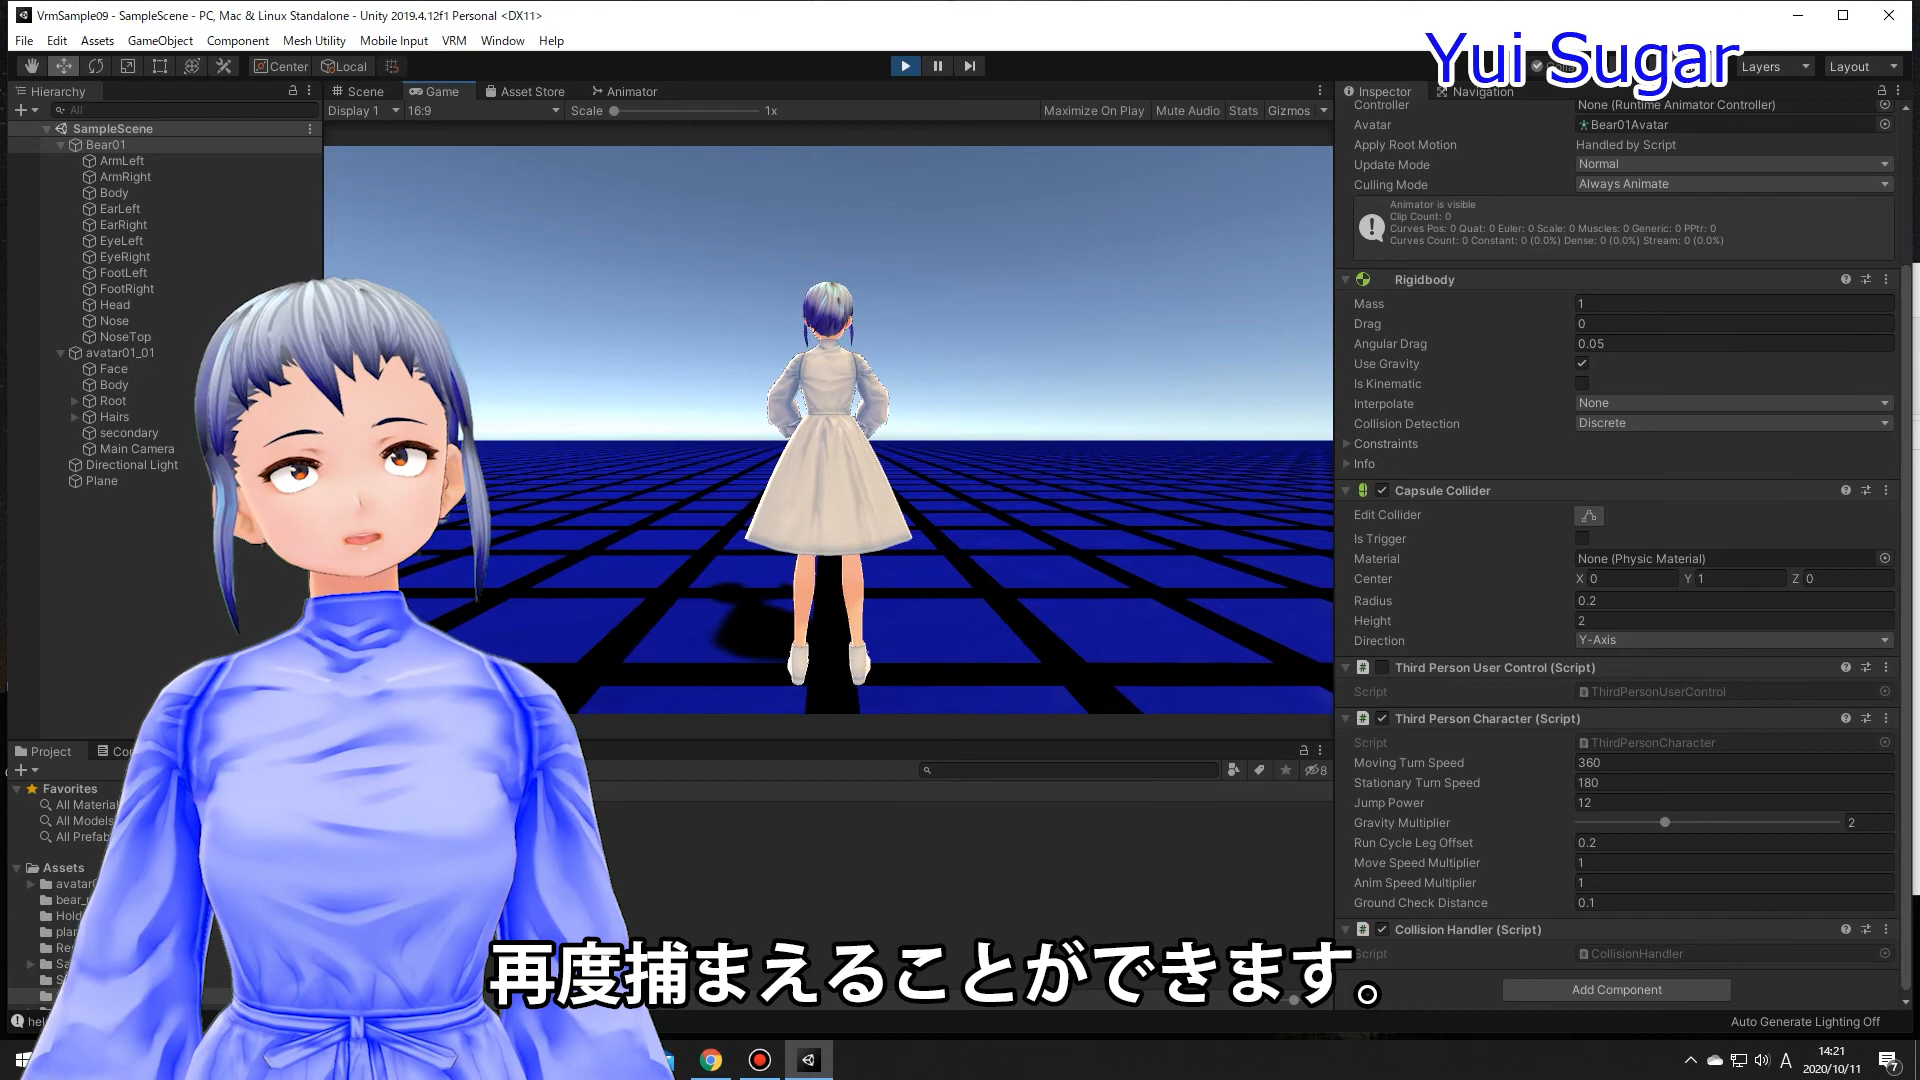 VrmSample09 - SampleScene - PC, Mac & Linux Standalone - Unity 2019.4.12f1 Personal <DX11>
File Edit Assets GameObject Component Mesh Utility Mobile Input VRM Window Help
Yui Sugar
Center Local Layers Layout
Hierarchy
All
SampleScene
Bear01
ArmLeft
ArmRight
Body
EarLeft
EarRight
EyeLeft
EyeRight
FootLeft
FootRight
Head
Nose
NoseTop
avatar01_01
Face
Body
Root
Hairs
secondary
Main Camera
Directional Light
Plane
Scene Game Asset Store Animator
Display 1 16:9 Scale 1x Maximize On Play Mute Audio Stats Gizmos
Inspector Navigation
Controller None (Runtime Animator Controller)
Avatar Bear01Avatar
Apply Root Motion Handled by Script
Update Mode Normal
Culling Mode Always Animate
Animator is visible
Clip Count: 0
Curves Pos: 0 Quat: 0 Euler: 0 Scale: 0 Muscles: 0 Generic: 0 PPtr: 0
Curves Count: 0 Constant: 0 (0.0%) Dense: 0 (0.0%) Stream: 0 (0.0%)
Rigidbody
Mass 1
Drag 0
Angular Drag 0.05
Use Gravity
Is Kinematic
Interpolate None
Collision Detection Discrete
Constraints
Info
Capsule Collider
Edit Collider
Is Trigger
Material None (Physic Material)
Center X 0 Y 1 Z 0
Radius 0.2
Height 2
Direction Y-Axis
Third Person User Control (Script)
Script ThirdPersonUserControl
Third Person Character (Script)
Script ThirdPersonCharacter
Moving Turn Speed 360
Stationary Turn Speed 180
Jump Power 12
Gravity Multiplier 2
Run Cycle Leg Offset 0.2
Move Speed Multiplier 1
Anim Speed Multiplier 1
Ground Check Distance 0.1
Collision Handler (Script)
Script CollisionHandler
Add Component
Auto Generate Lighting Off
Project Co
8
Favorites
All Material
All Models
All Prefab
Assets
avatar
bear_
Hold
plan
Re
Sa
S
hel
再度捕まえることができます。
A 14:21
2020/10/11
7